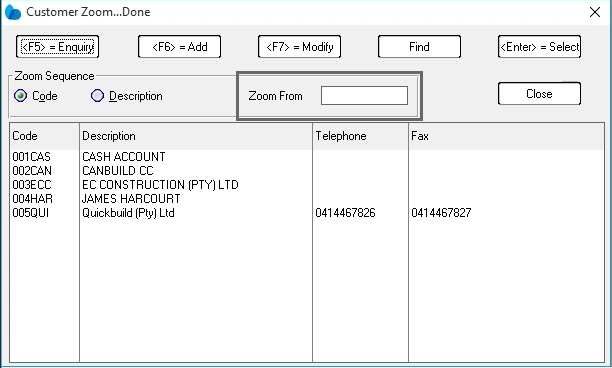 Customer Zoom...Done
<F5> = Enquiry <F6> = Add <F7> = Modify Find <Enter> = Select
Zoom Sequence
Code Description Zoom From Close
Code Description Telephone Fax
001CAS CASH ACCOUNT
002CAN CANBUILD CC
003ECC EC CONSTRUCTION (PTY) LTD
004HAR JAMES HARCOURT
005QUI Quickbuild (Pty) Ltd 0414467826 0414467827